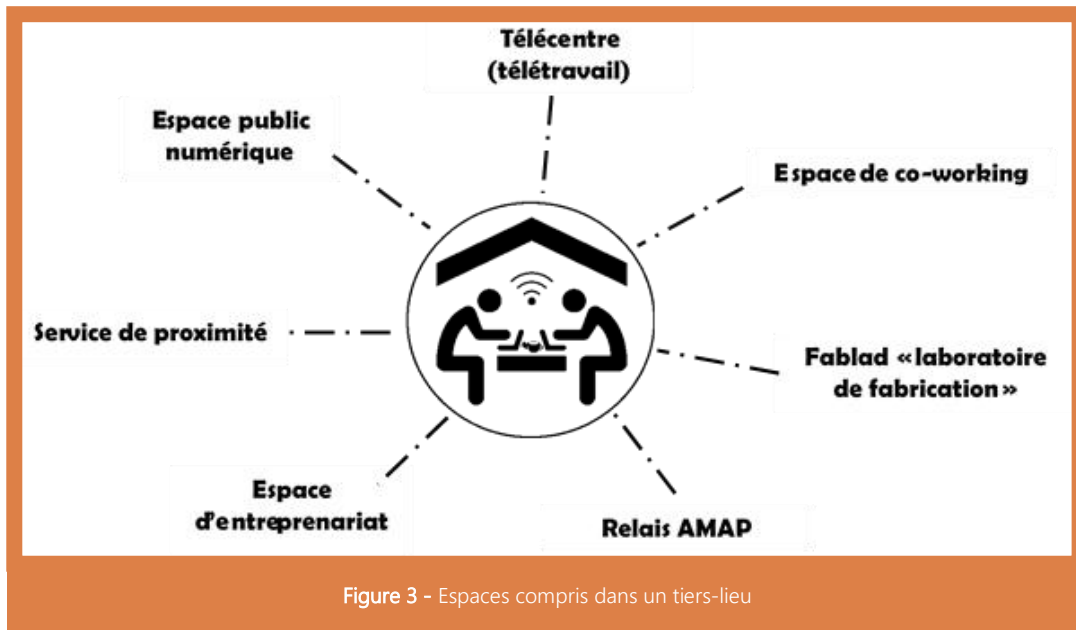 Télécentre
(télétravail)
Espace public
numérique
Espace de co-working
Service de proximité
Fablad « laboratoire
de fabrication »
Espace
d'entreprenariat
Relais AMAP
Figure 3 - Espaces compris dans un tiers-lieu